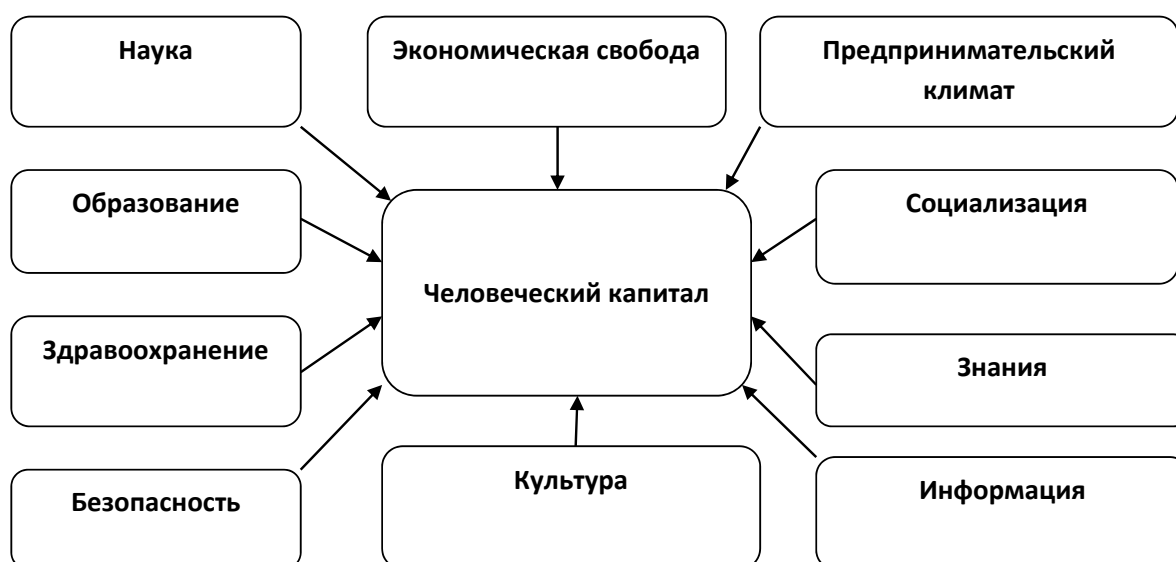 Наука
Экономическая свобода
Предпринимательский
климат
Образование
Социализация
Человеческий капитал
Здравоохранение
Знания
Безопасность
Культура
Информация